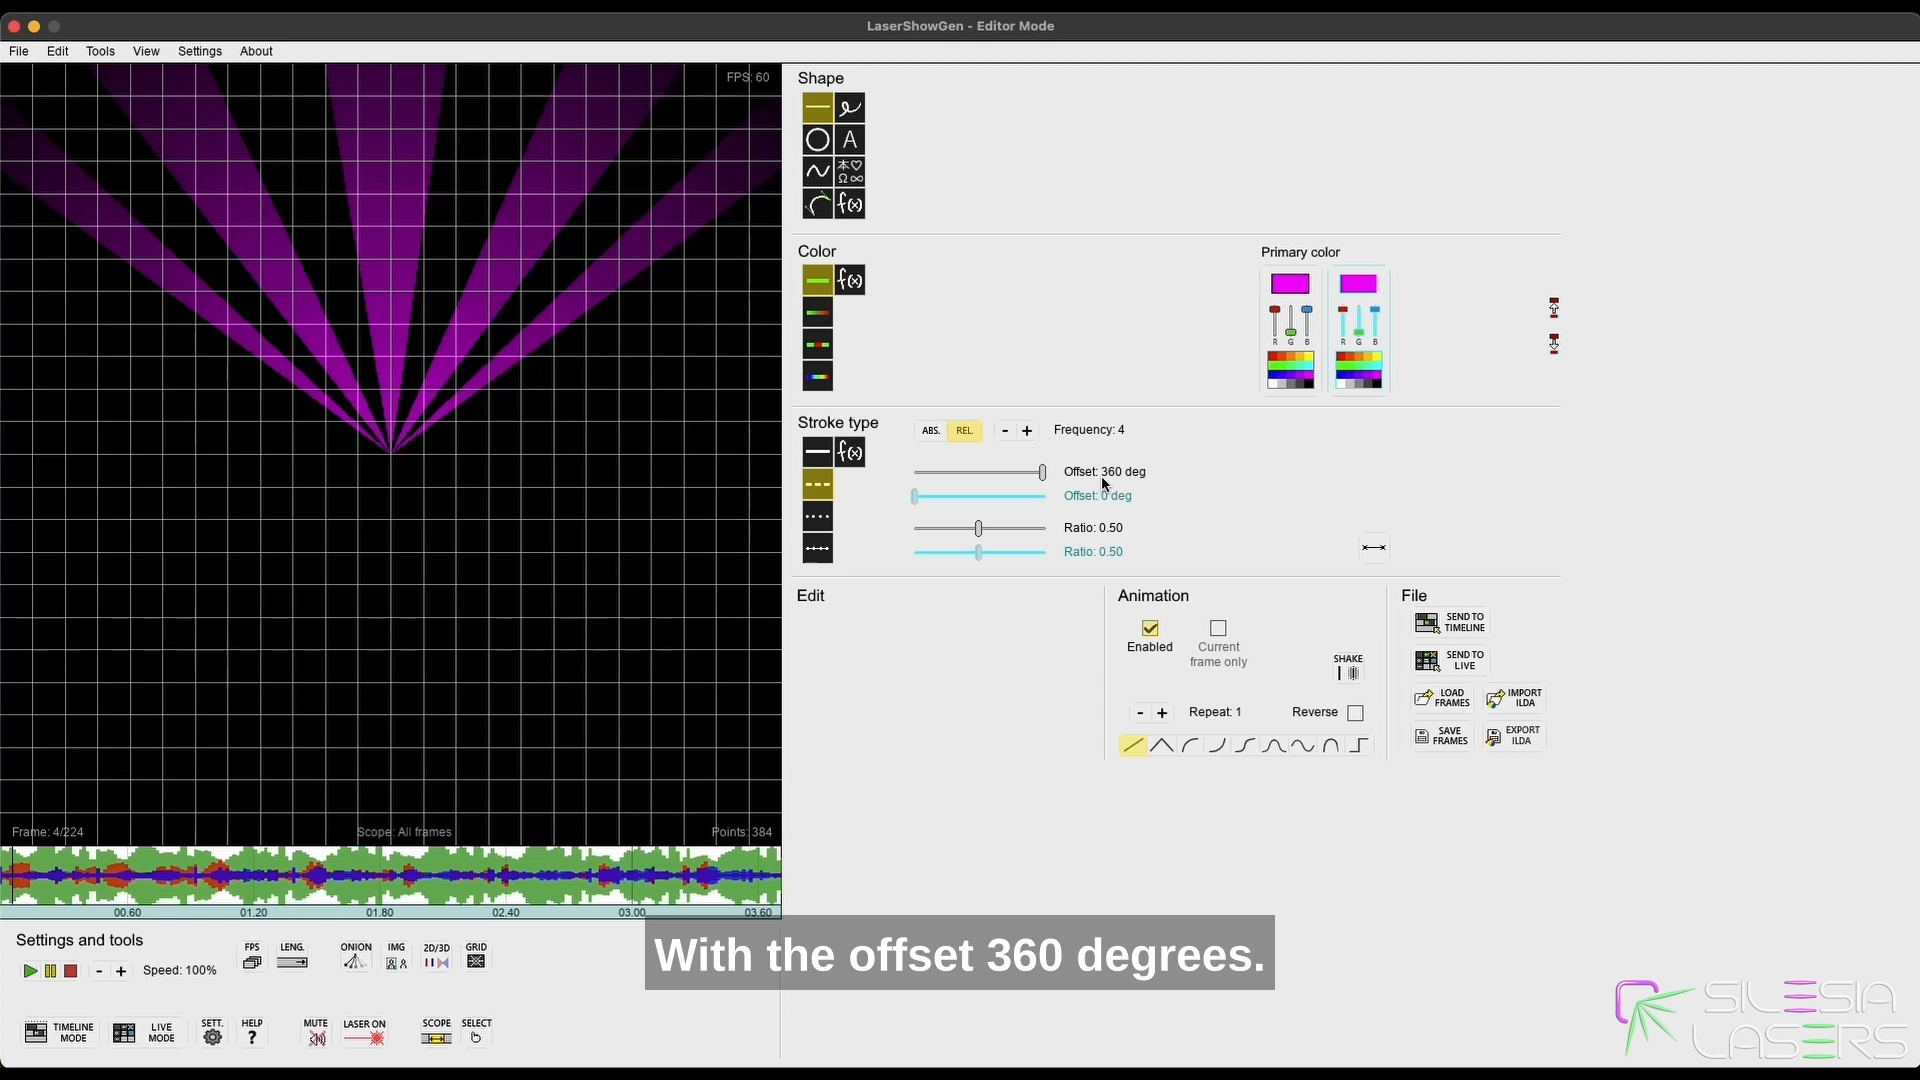 LaserShowGen - Editor Mode
File Edit Tools View Settings About
FPS: 60
Shape
A
本♡
Ω∞
f(x)
Color
f(x)
Primary color
R G B R G B
Stroke type
ABS. REL. - + Frequency: 4
f(x)
Offset: 360 deg
Offset: 0 deg
Ratio: 0.50
Ratio: 0.50
Edit
Animation
Enabled
Current
frame only
SHAKE
- + Repeat: 1 Reverse
File
SEND TO
TIMELINE
SEND TO
LIVE
LOAD
FRAMES
IMPORT
ILDA
SAVE
FRAMES
EXPORT
ILDA
Frame: 4/224 Scope: All frames Points: 384
00.60 01.20 01.80 02.40 03.00 03.60
Settings and tools
FPS LENG. ONION IMG 2D/3D GRID
- + Speed: 100%
TIMELINE
MODE
LIVE
MODE
SETT. HELP
?
MUTE LASER ON SCOPE SELECT
With the offset 360 degrees.
SILESIA
LASERS